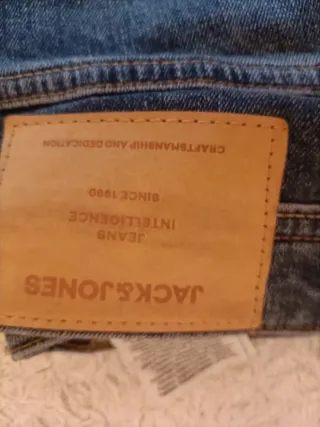 JACK&JONES
JEANS
INTELLIGENCE
SINCE 1990
CRAFTSMANSHIP AND DEDICATION